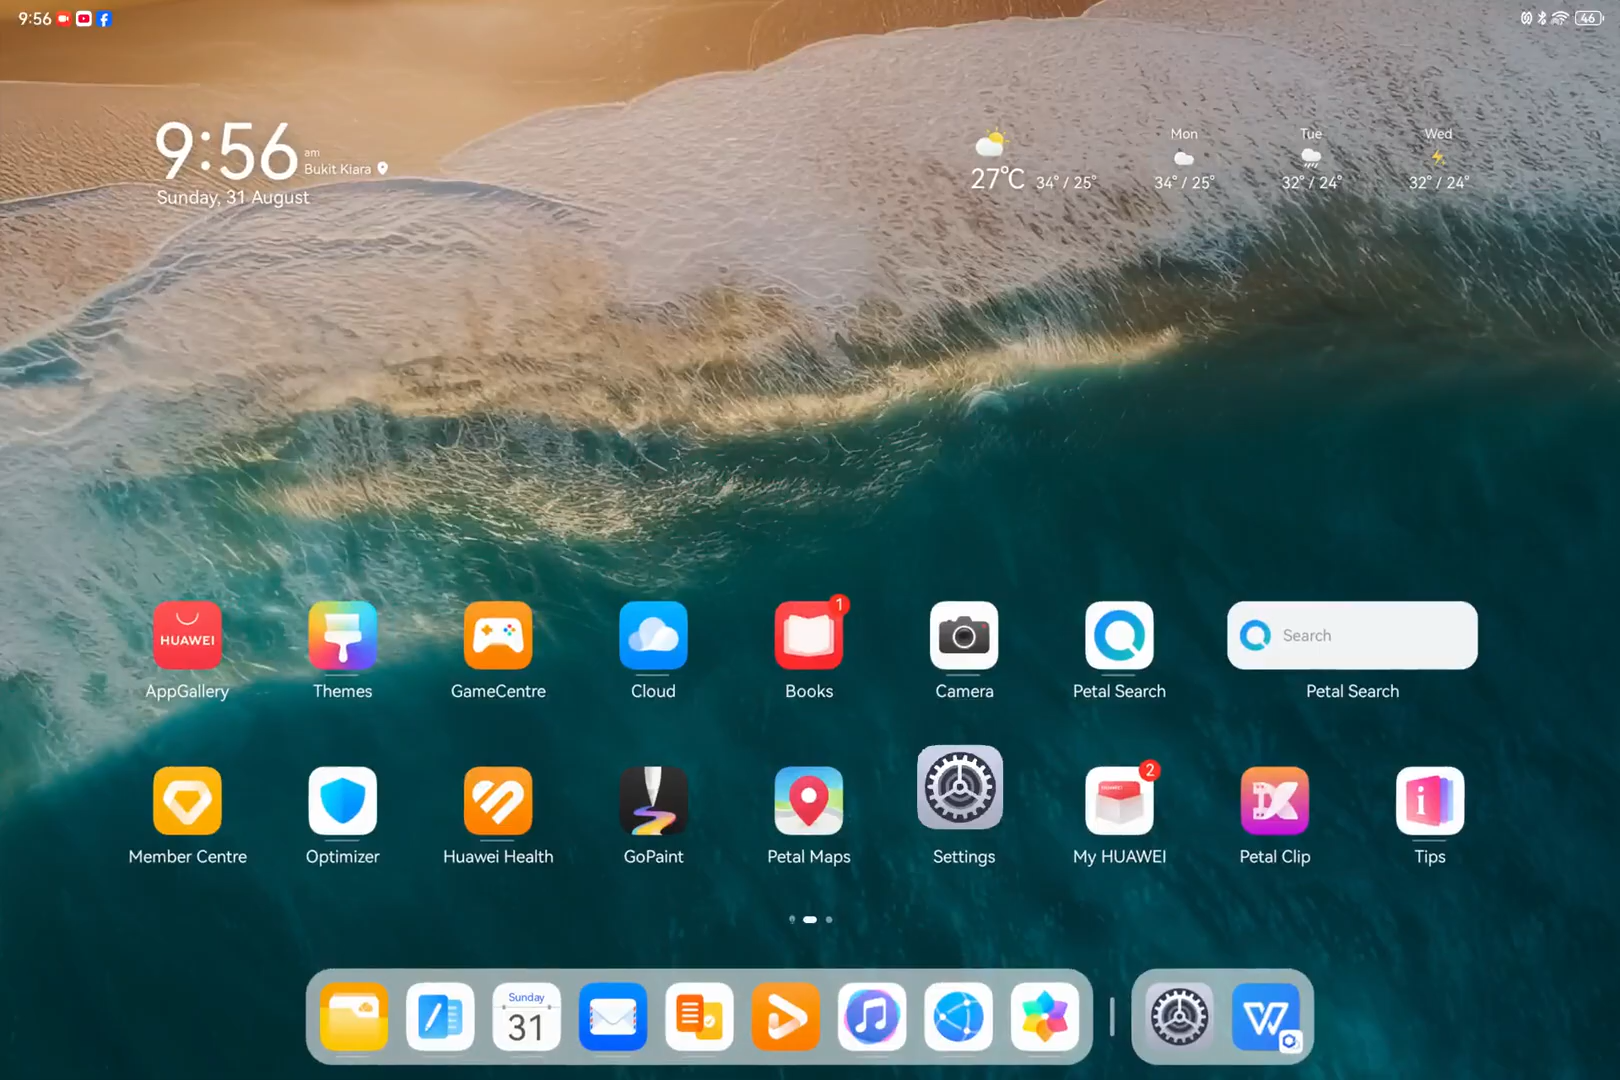 9:56
46
9:56 am
Bukit Kiara
Sunday, 31 August
27°C 34° / 25°
Mon
34° / 25°
Tue
32° / 24°
Wed
32° / 24°
HUAWEI
1
Search
AppGallery
Themes
GameCentre
Cloud
Books
Camera
Petal Search
Petal Search
2
Member Centre
Optimizer
Huawei Health
GoPaint
Petal Maps
Settings
My HUAWEI
Petal Clip
Tips
Sunday
31